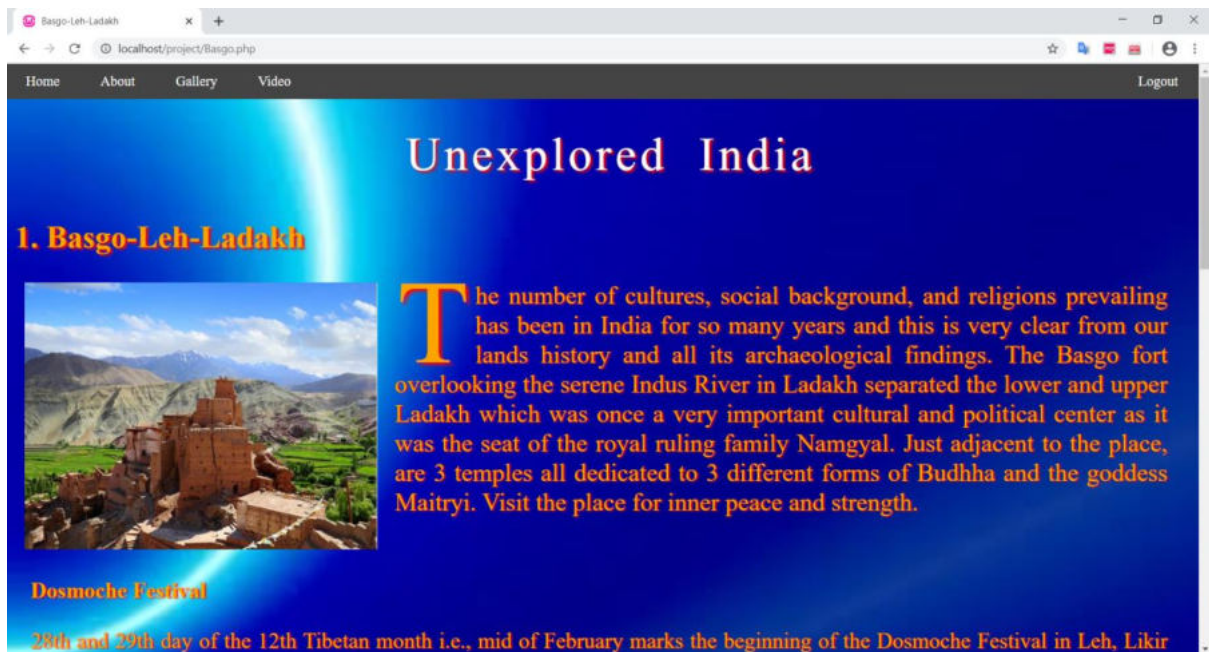 Basgo-Leh-Ladakh
localhost/project/Basgo.php
Home About Gallery Video Logout
Unexplored India
1. Basgo-Leh-Ladakh
The number of cultures, social background, and religions prevailing
has been in India for so many years and this is very clear from our
lands history and all its archaeological findings. The Basgo fort
overlooking the serene Indus River in Ladakh separated the lower and upper
Ladakh which was once a very important cultural and political center as it
was the seat of the royal ruling family Namgyal. Just adjacent to the place,
are 3 temples all dedicated to 3 different forms of Budhha and the goddess
Maitryi. Visit the place for inner peace and strength.
Dosmoche Festival
28th and 29th day of the 12th Tibetan month i.e., mid of February marks the beginning of the Dosmoche Festival in Leh, Likir